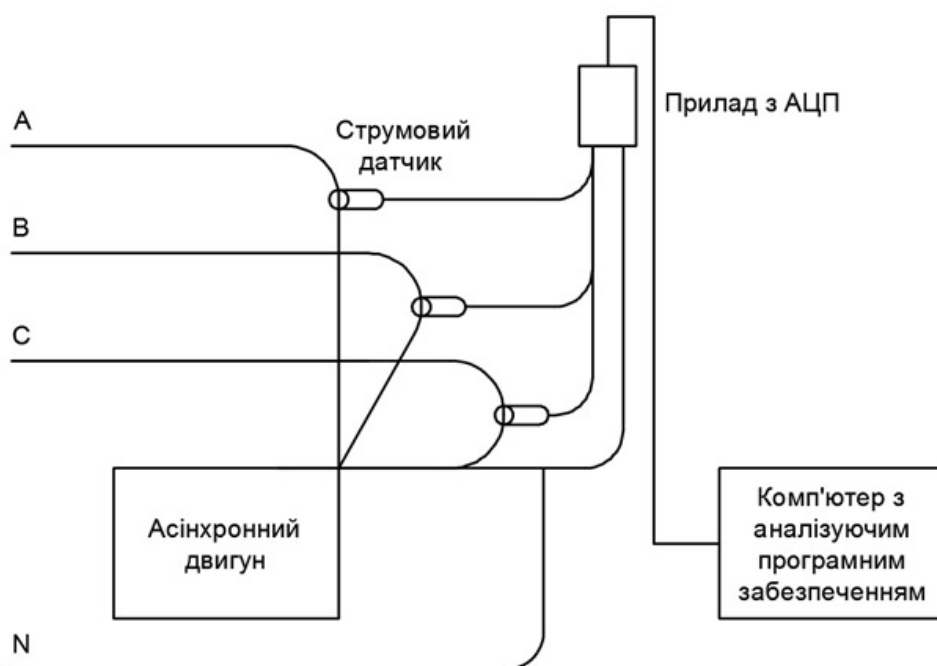 A
Струмовий
датчик
Прилад з АЦП
B
C
Асінхронний
двигун
Комп'ютер з
аналізуючим
програмним
забезпеченням
N